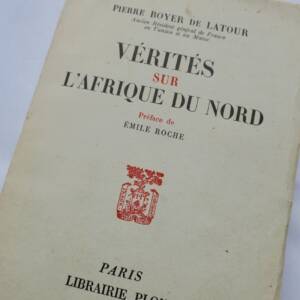 PIERRE BOYER DE LATOUR
Ancien Résident général de France
en Tunisie et au Maroc
VÉRITÉS
SUR
L'AFRIQUE DU NORD
Préface de
ÉMILE ROCHE
PARIS
LIBRAIRIE PLON